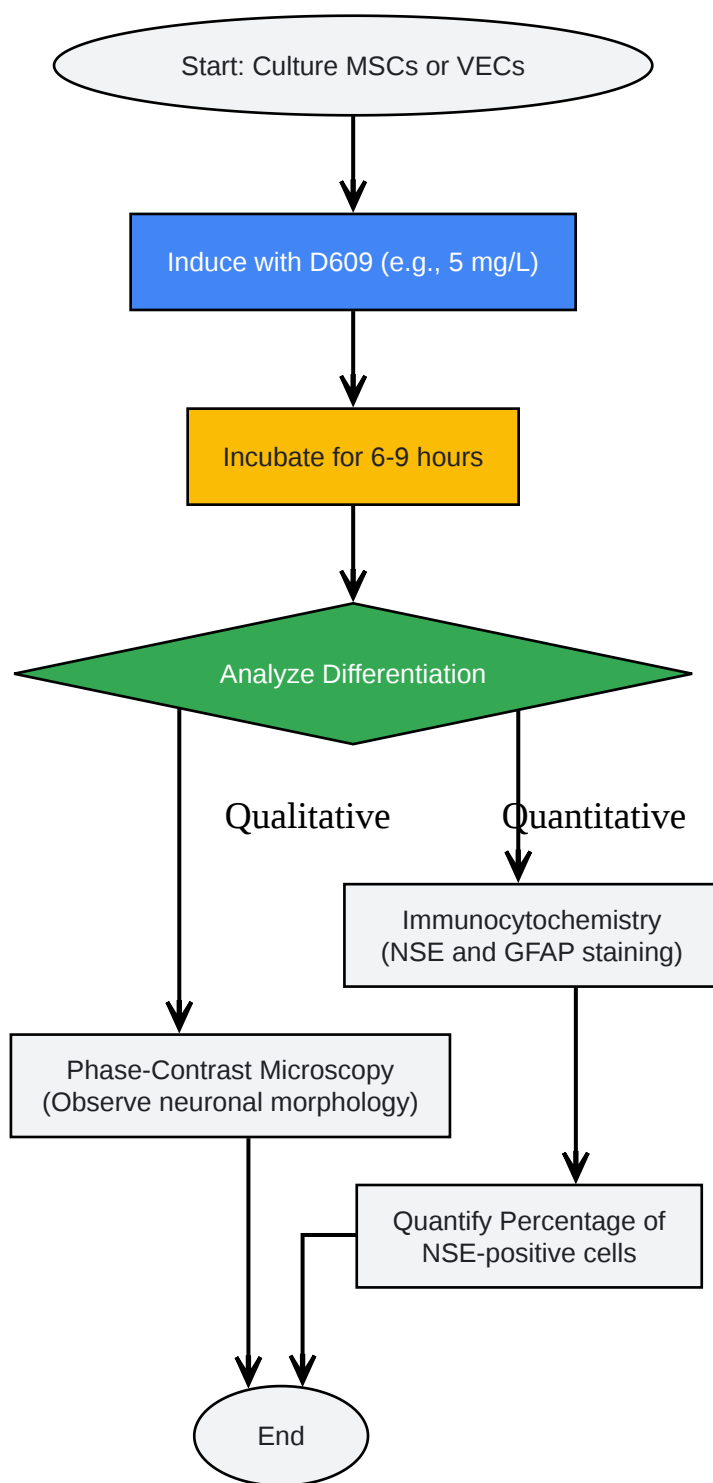 Start: Culture MSCs or VECs
Induce with D609 (e.g., 5 mg/L)
Incubate for 6-9 hours
Analyze Differentiation
Qualitative
Quantitative
Immunocytochemistry
(NSE and GFAP staining)
Phase-Contrast Microscopy
(Observe neuronal morphology)
Quantify Percentage of
NSE-positive cells
End